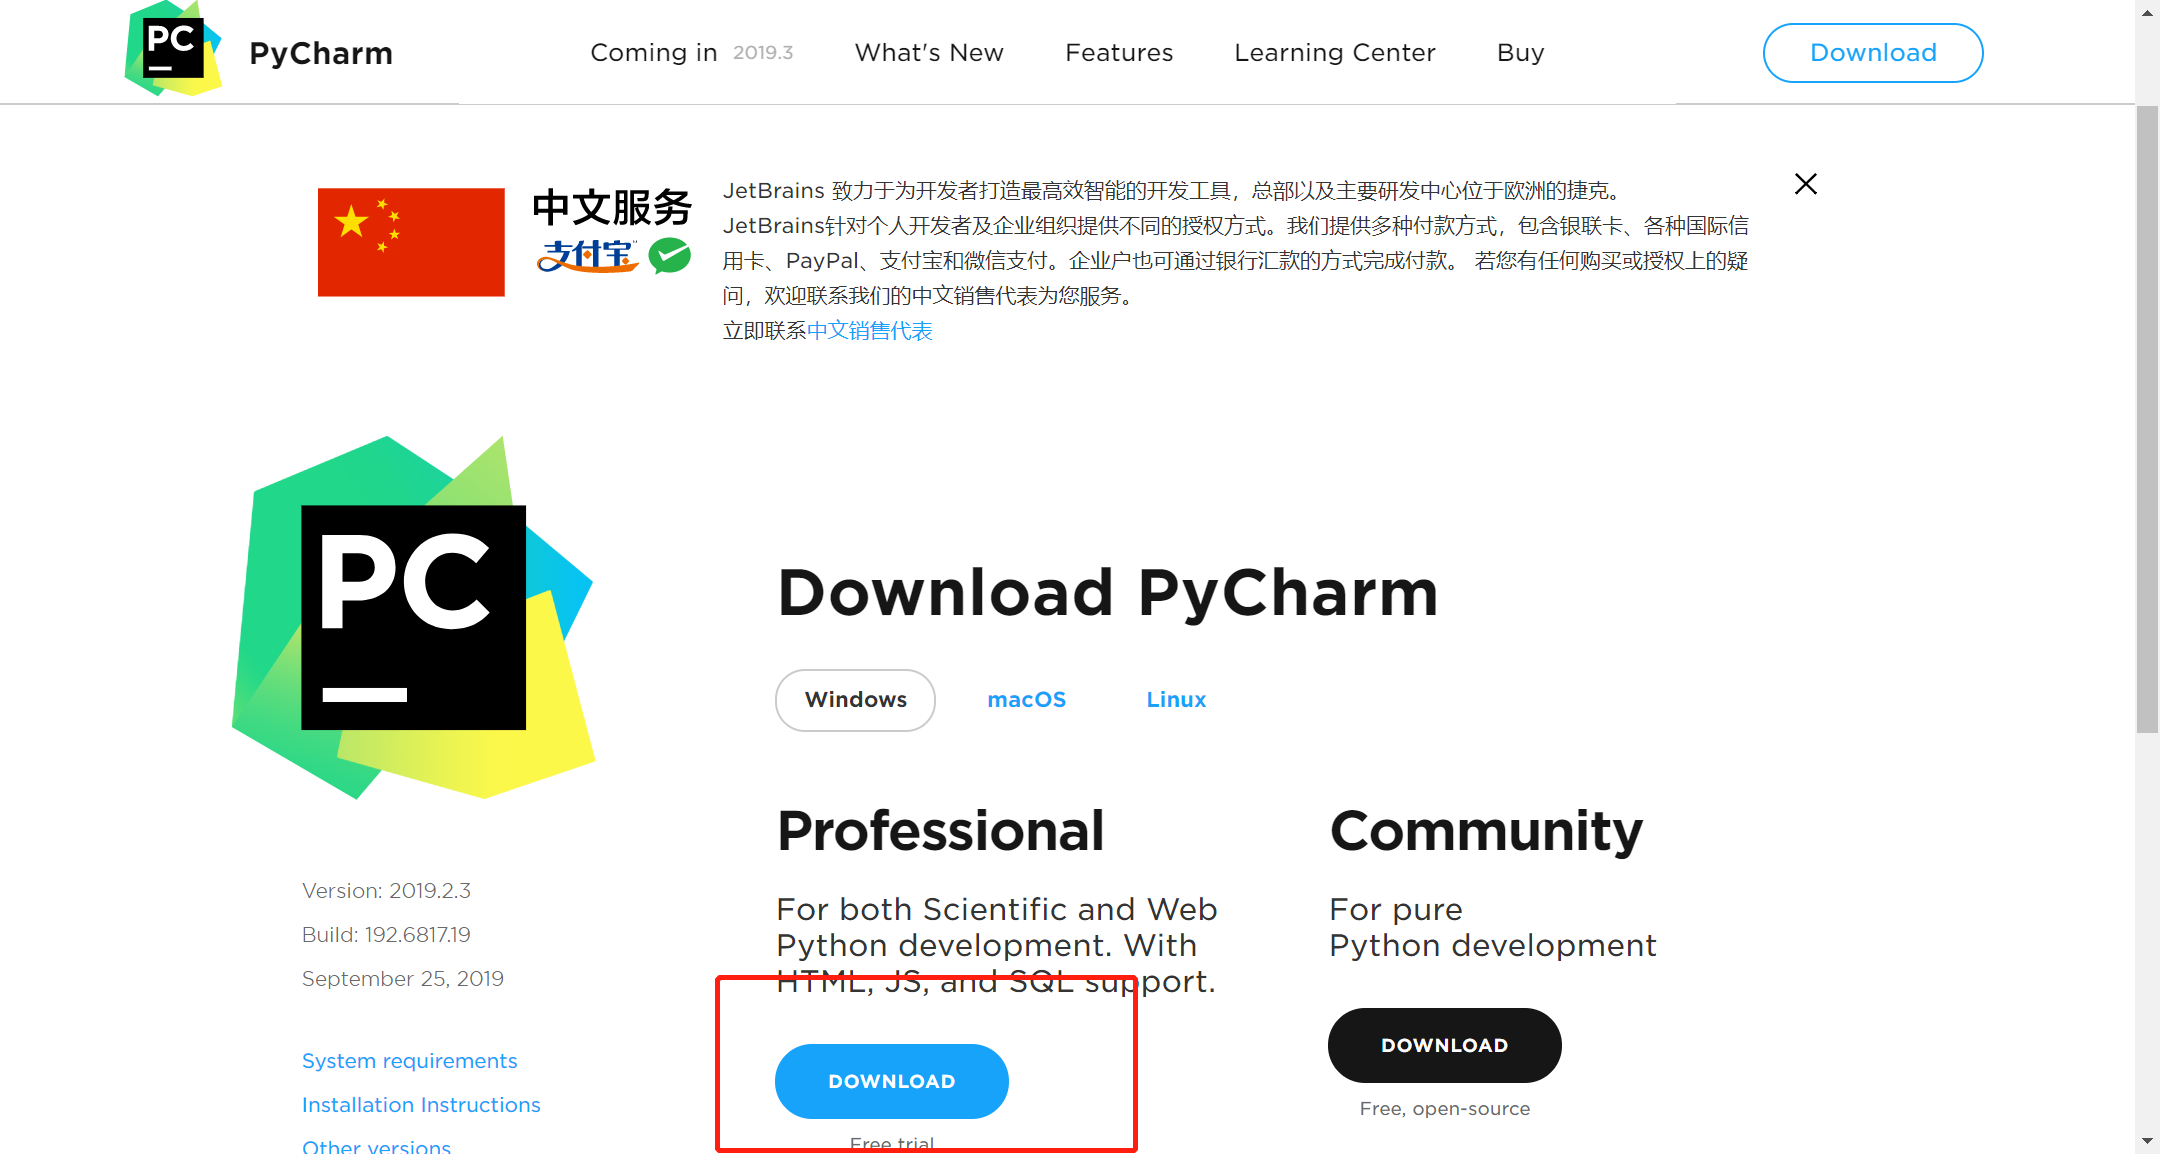 PC
PyCharm
Coming in 2019.3
What's New
Features
Learning Center
Buy
Download
中文服务
支付宝
JetBrains 致力于为开发者打造最高效智能的开发工具，总部以及主要研发中心位于欧洲的捷克。
JetBrains针对个人开发者及企业组织提供不同的授权方式。我们提供多种付款方式，包含银联卡、各种国际信
用卡、PayPal、支付宝和微信支付。企业户也可通过银行汇款的方式完成付款。 若您有任何购买或授权上的疑
问，欢迎联系我们的中文销售代表为您服务。
立即联系中文销售代表
PC
Version: 2019.2.3
Build: 192.6817.19
September 25, 2019
System requirements
Installation Instructions
Other versions
Download PyCharm
Windows
macOS
Linux
Professional
For both Scientific and Web
Python development. With
HTML, JS, and SQL support.
DOWNLOAD
Free trial
Community
For pure
Python development
DOWNLOAD
Free, open-source